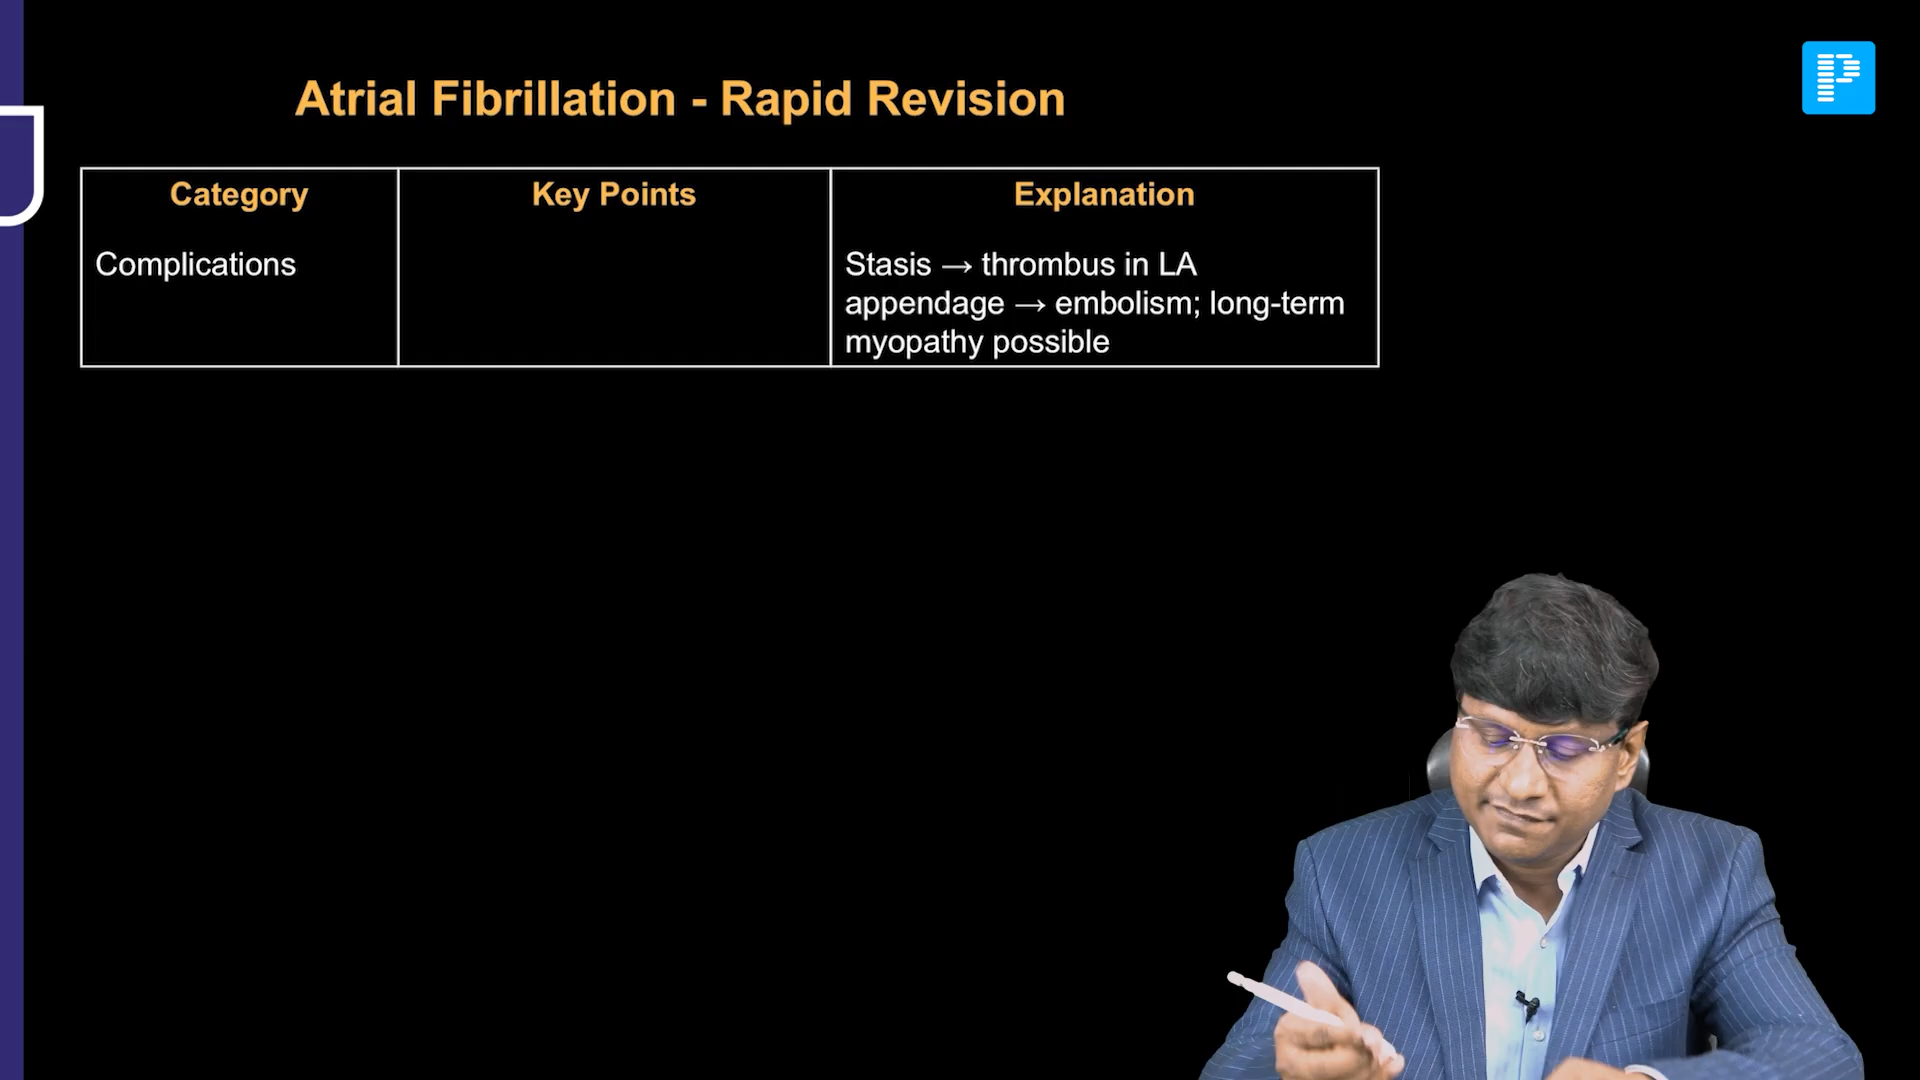 Atrial Fibrillation - Rapid Revision
Category
Key Points
Explanation
Complications
Stasis → thrombus in LA
appendage → embolism; long-term
myopathy possible